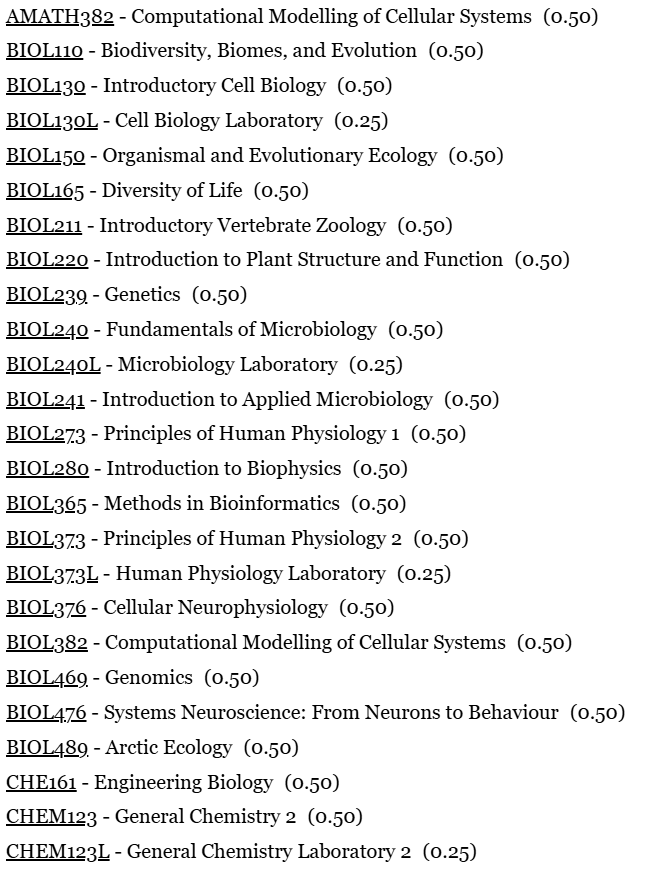 AMATH382 - Computational Modelling of Cellular Systems (0.50)
BIOL110 - Biodiversity, Biomes, and Evolution (0.50)
BIOL130 - Introductory Cell Biology (0.50)
BIOL130L - Cell Biology Laboratory (0.25)
BIOL150 - Organismal and Evolutionary Ecology (0.50)
BIOL165 - Diversity of Life (0.50)
BIOL211 - Introductory Vertebrate Zoology (0.50)
BIOL220 - Introduction to Plant Structure and Function (0.50)
BIOL239 - Genetics (0.50)
BIOL240 - Fundamentals of Microbiology (0.50)
BIOL240L - Microbiology Laboratory (0.25)
BIOL241 - Introduction to Applied Microbiology (0.50)
BIOL273 - Principles of Human Physiology 1 (0.50)
BIOL280 - Introduction to Biophysics (0.50)
BIOL365 - Methods in Bioinformatics (0.50)
BIOL373 - Principles of Human Physiology 2 (0.50)
BIOL373L - Human Physiology Laboratory (0.25)
BIOL376 - Cellular Neurophysiology (0.50)
BIOL382 - Computational Modelling of Cellular Systems (0.50)
BIOL469 - Genomics (0.50)
BIOL476 - Systems Neuroscience: From Neurons to Behaviour (0.50)
BIOL489 - Arctic Ecology (0.50)
CHE161 - Engineering Biology (0.50)
CHEM123 - General Chemistry 2 (0.50)
CHEM123L - General Chemistry Laboratory 2 (0.25)